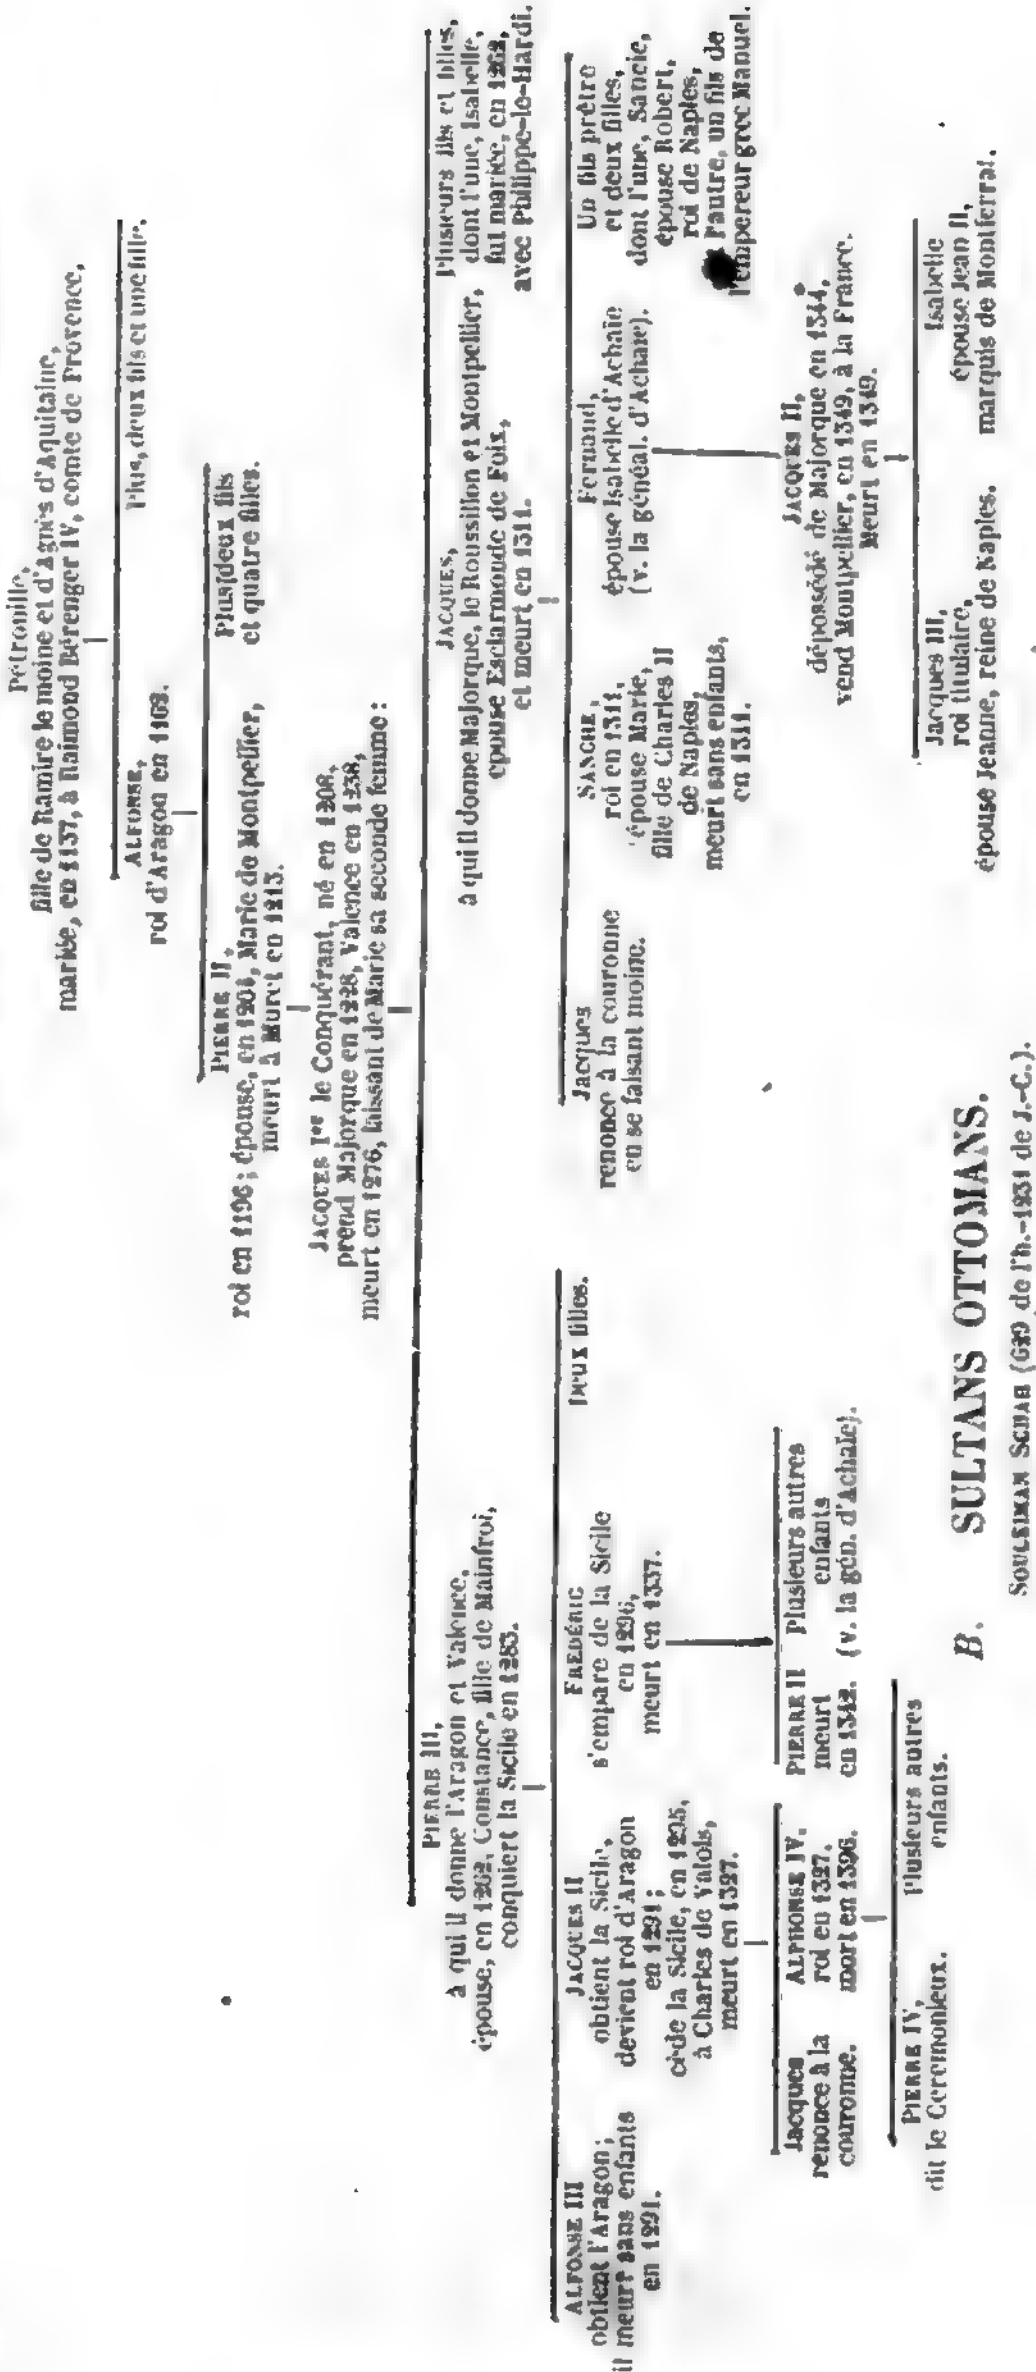 Pétronille,
fille de Ramire le moine et d'Agnès d'Aquitaine,
mariée, en 1137, à Raimond Bérenger IV, comte de Provence,
ALFONSE,
roi d'Aragon en 1162.
Plus, deux fils et une fille.
PIERRE II,
roi en 1196; épouse, en 1204, Marie de Montpellier,
meurt à Muret en 1213.
Plus deux fils
et quatre filles.
JACQUES Ier le Conquérant, né en 1208,
prend Majorque en 1228, Valence en 1238,
meurt en 1276, laissant de Marie sa seconde femme:
PIERRE III,
à qui il donne l'Aragon et Valence,
épouse, en 1262, Constance, fille de Mainfroi,
conquiert la Sicile en 1283.
JACQUES,
à qui il donne Majorque, le Roussillon et Montpellier,
épouse Esclarmonde de Foix,
et meurt en 1311.
Plusieurs fils et filles,
dont l'une, Isabelle,
fut mariée, en 1262,
avec Philippe-le-Hardi.
ALFONSE III
obtient l'Aragon;
il meurt sans enfants
en 1291.
JACQUES II
obtient la Sicile,
devient roi d'Aragon
en 1291;
cède la Sicile, en 1295,
à Charles de Valois,
meurt en 1327.
FRÉDÉRIC
s'empare de la Sicile
en 1296,
meurt en 1337.
Deux filles.
Jacques
renonce à la couronne
en se faisant moine.
SANCHE,
roi en 1311,
épouse Marie,
fille de Charles II
de Naples,
meurt sans enfants,
en 1311.
Fernand,
épouse Isabelle d'Achaïe
(v. la généal. d'Achaïe).
Un fils prêtre
et deux filles,
dont l'une, Sancie,
épouse Robert,
roi de Naples,
l'autre, un fils de
l'empereur grec Manuel.
Jacques
renonce à la
couronne.
ALPHONSE IV.
roi en 1327.
mort en 1336.
PIERRE II
meurt
en 1342.
Plusieurs autres
enfants
(v. la gén. d'Achaïe).
JACQUES II,
dépossédé de Majorque en 1344,
vend Montpellier, en 1349, à la France.
Meurt en 1349.
PIERRE IV,
dit le Cérémonieux.
Plusieurs autres
enfants.
Jacques III,
roi titulaire,
épouse Jeanne, reine de Naples.
Isabelle
épouse Jean II,
marquis de Montferrat.
B. SULTANS OTTOMANS.
SOULEIMAN SCHAH (629 de l'h.-1231 de J.-C.).